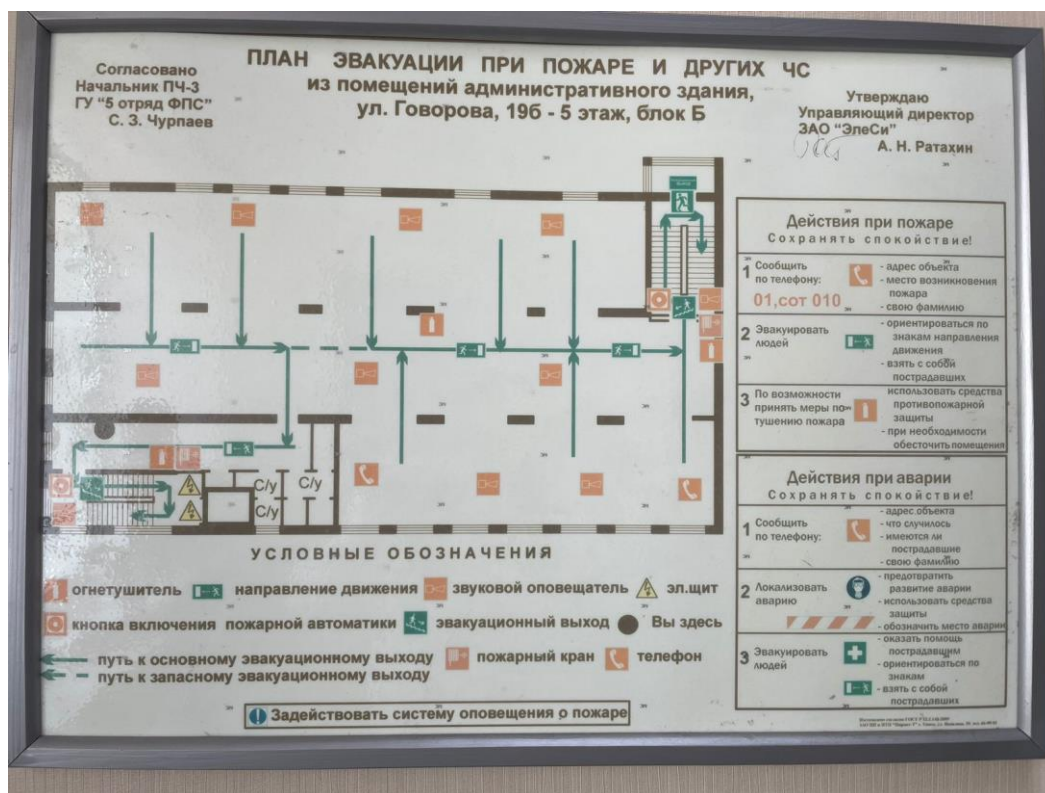 ПЛАН ЭВАКУАЦИИ ПРИ ПОЖАРЕ И ДРУГИХ ЧС
из помещений административного здания,
ул. Говорова, 19б - 5 этаж, блок Б
Согласовано
Начальник ПЧ-3
ГУ "5 отряд ФПС"
С. З. Чурпаев
Утверждаю
Управляющий директор
ЗАО "ЭлеСи"
А. Н. Ратахин
С/у
С/у
С/у
Действия при пожаре
Сохранять спокойствие!
1 Сообщить
по телефону:
01,сот 010
- адрес объекта
- место возникновения
пожара
- свою фамилию
2 Эвакуировать
людей
- ориентироваться по
знакам направления
движения
- взять с собой
пострадавших
3 По возможности
принять меры по
тушению пожара
использовать средства
противопожарной
защиты
- при необходимости
обесточить помещения
Действия при аварии
Сохранять спокойствие!
1 Сообщить
по телефону:
- адрес объекта
- что случилось
- имеются ли
пострадавшие
- свою фамилию
2 Локализовать
аварию
- предотвратить
развитие аварии
- использовать средства
защиты
- обозначить место аварии
3 Эвакуировать
людей
- оказать помощь
пострадавшим
- ориентироваться по
знакам
- взять с собой
пострадавших
УСЛОВНЫЕ ОБОЗНАЧЕНИЯ
огнетушитель
направление движения
звуковой оповещатель
эл.щит
кнопка включения пожарной автоматики
эвакуационный выход
Вы здесь
путь к основному эвакуационному выходу
пожарный кран
телефон
путь к запасному эвакуационному выходу
Задействовать систему оповещения о пожаре